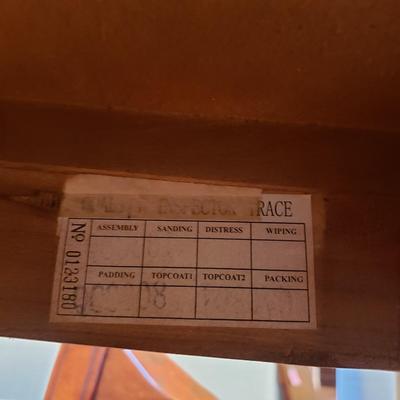 QUALITY INSPECTOR TRACE
Nº 0123180
ASSEMBLY SANDING DISTRESS WIPING
PADDING TOPCOAT1 TOPCOAT2 PACKING